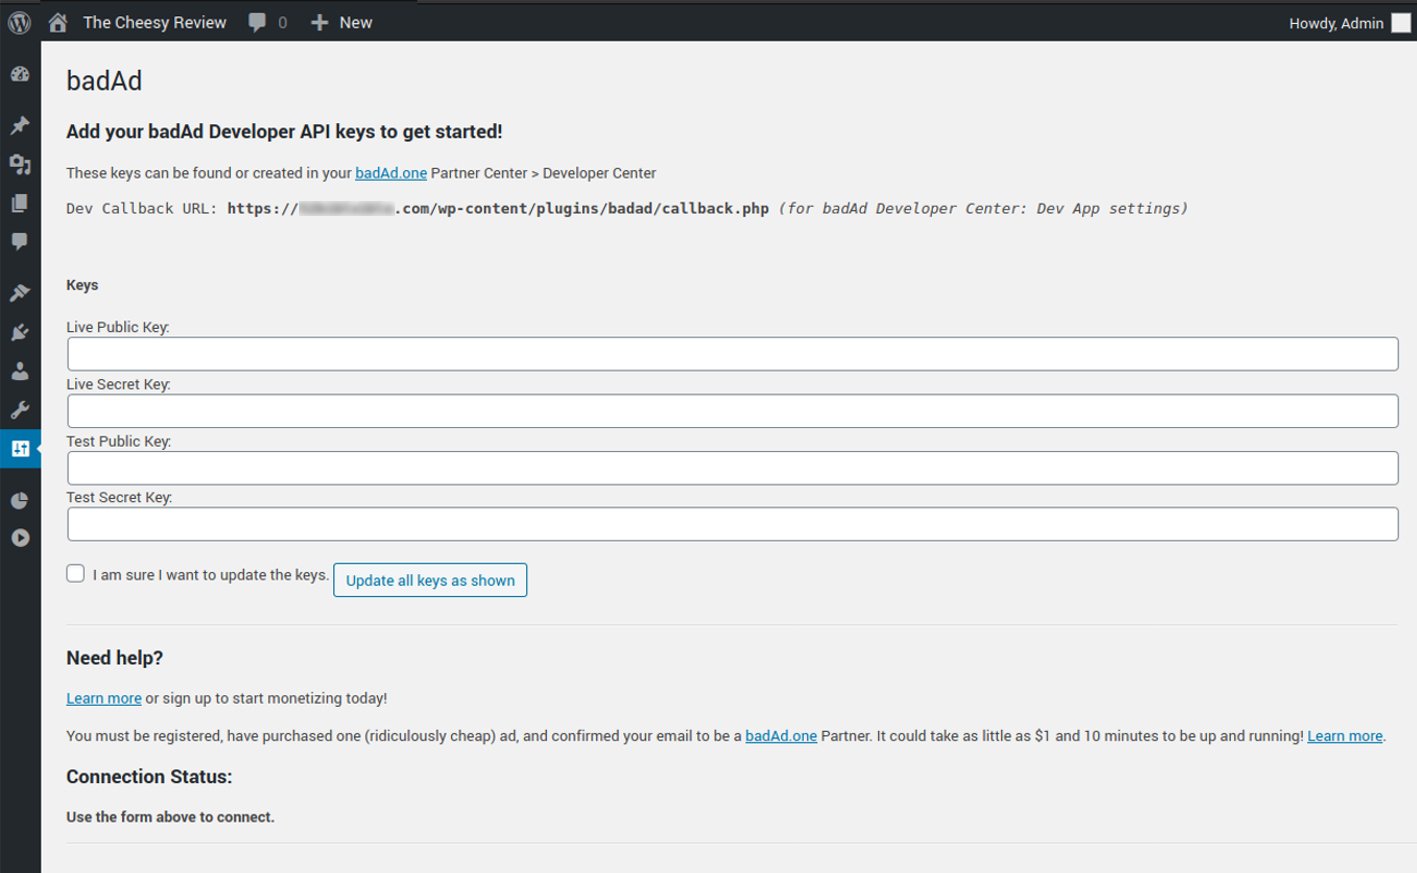 The Cheesy Review 0 New Howdy, Admin
badAd
Add your badAd Developer API keys to get started!
These keys can be found or created in your badAd.one Partner Center > Developer Center
Dev Callback URL: https:// .com/wp-content/plugins/badad/callback.php (for badAd Developer Center: Dev App settings)
Keys
Live Public Key:
Live Secret Key:
Test Public Key:
Test Secret Key:
I am sure I want to update the keys. Update all keys as shown
Need help?
Learn more or sign up to start monetizing today!
You must be registered, have purchased one (ridiculously cheap) ad, and confirmed your email to be a badAd.one Partner. It could take as little as $1 and 10 minutes to be up and running! Learn more.
Connection Status:
Use the form above to connect.